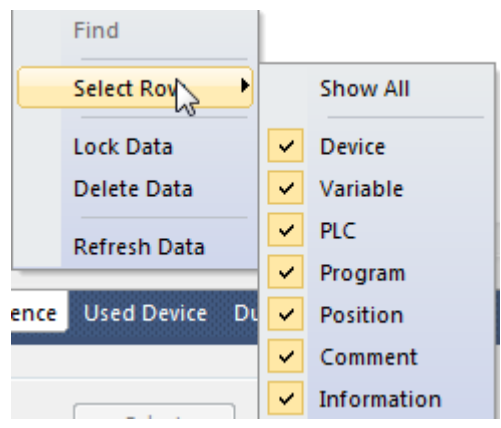 Find
Select Row
Show All
Lock Data
Device
Delete Data
Variable
PLC
Refresh Data
Program
ence Used Device
Position
Comment
Information